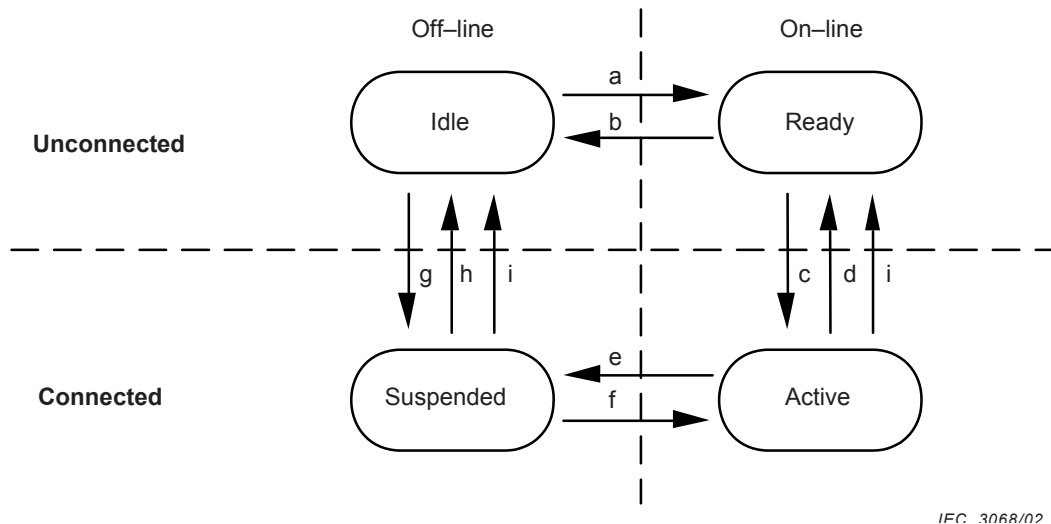 Off–line On–line
a
Idle Ready
b
Unconnected
g h i c d i
e
Connected Suspended Active
f
IEC 3068/02